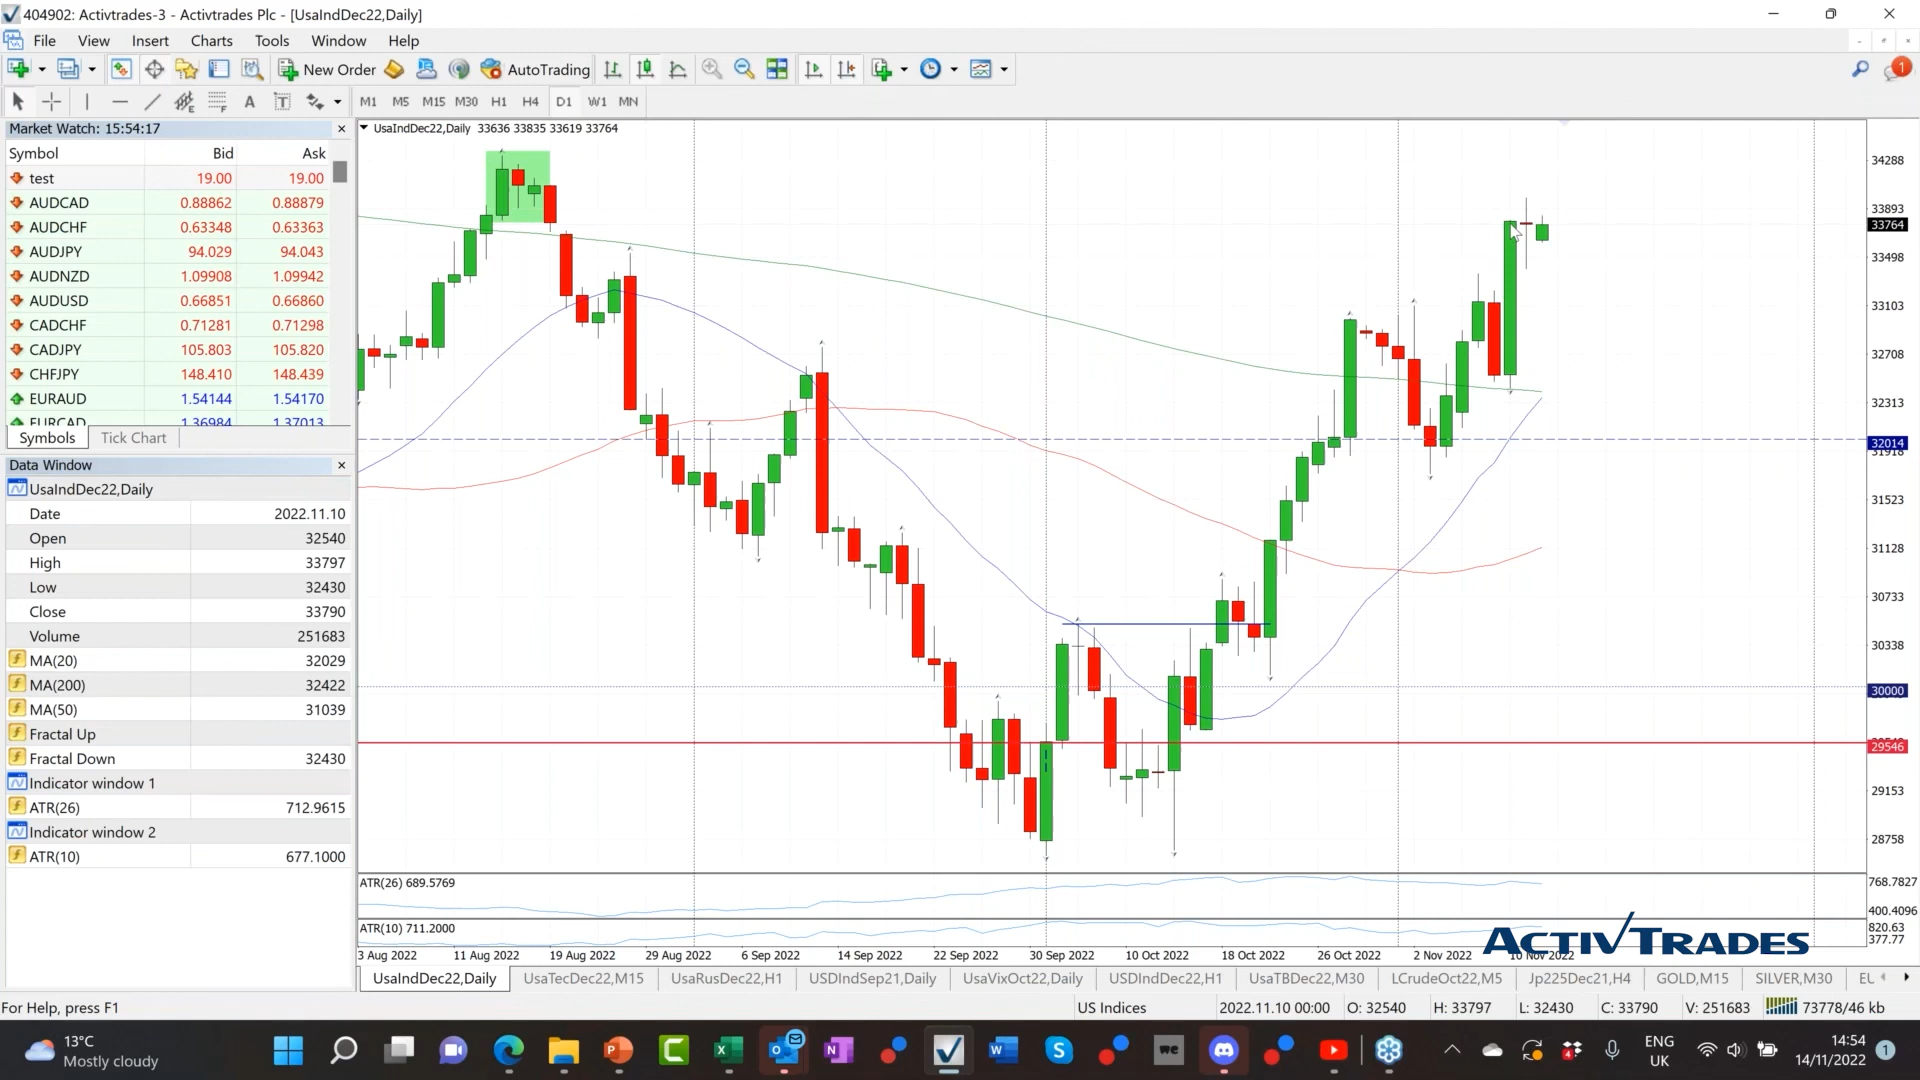 404902: Activtrades-3 - Activtrades Plc - [UsaIndDec22,Daily]
File View Insert Charts Tools Window Help
New Order AutoTrading
1
A T M1 M5 M15 M30 H1 H4 D1 W1 MN
Market Watch: 15:54:17
Symbol Bid Ask
test 19.00 19.00
AUDCAD 0.88862 0.88879
AUDCHF 0.63348 0.63363
AUDJPY 94.029 94.043
AUDNZD 1.09908 1.09942
AUDUSD 0.66851 0.66860
CADCHF 0.71281 0.71298
CADJPY 105.803 105.820
CHFJPY 148.410 148.439
EURAUD 1.54144 1.54170
EURCAD 1.36984 1.37013
Symbols Tick Chart
Data Window
UsaIndDec22,Daily
Date 2022.11.10
Open 32540
High 33797
Low 32430
Close 33790
Volume 251683
MA(20) 32029
MA(200) 32422
MA(50) 31039
Fractal Up
Fractal Down 32430
Indicator window 1
ATR(26) 712.9615
Indicator window 2
ATR(10) 677.1000
UsaIndDec22,Daily 33636 33835 33619 33764
34288
33893
33764
33498
33103
32708
32313
32014
31918
31523
31128
30733
30338
30000
29546
29153
28758
ATR(26) 689.5769
768.7827
400.4096
ATR(10) 711.2000
820.63
377.77
ACTIVTRADES
3 Aug 2022 11 Aug 2022 19 Aug 2022 29 Aug 2022 6 Sep 2022 14 Sep 2022 22 Sep 2022 30 Sep 2022 10 Oct 2022 18 Oct 2022 26 Oct 2022 2 Nov 2022 10 Nov 2022
UsaIndDec22,Daily UsaTecDec22,M15 UsaRusDec22,H1 USDIndSep21,Daily UsaVixOct22,Daily USDIndDec22,H1 UsaTBDec22,M30 LCrudeOct22,M5 Jp225Dec21,H4 GOLD,M15 SILVER,M30 EU
For Help, press F1 US Indices 2022.11.10 00:00 O: 32540 H: 33797 L: 32430 C: 33790 V: 251683 73778/46 kb
13°C
Mostly cloudy
ENG
UK
14:54
14/11/2022
1